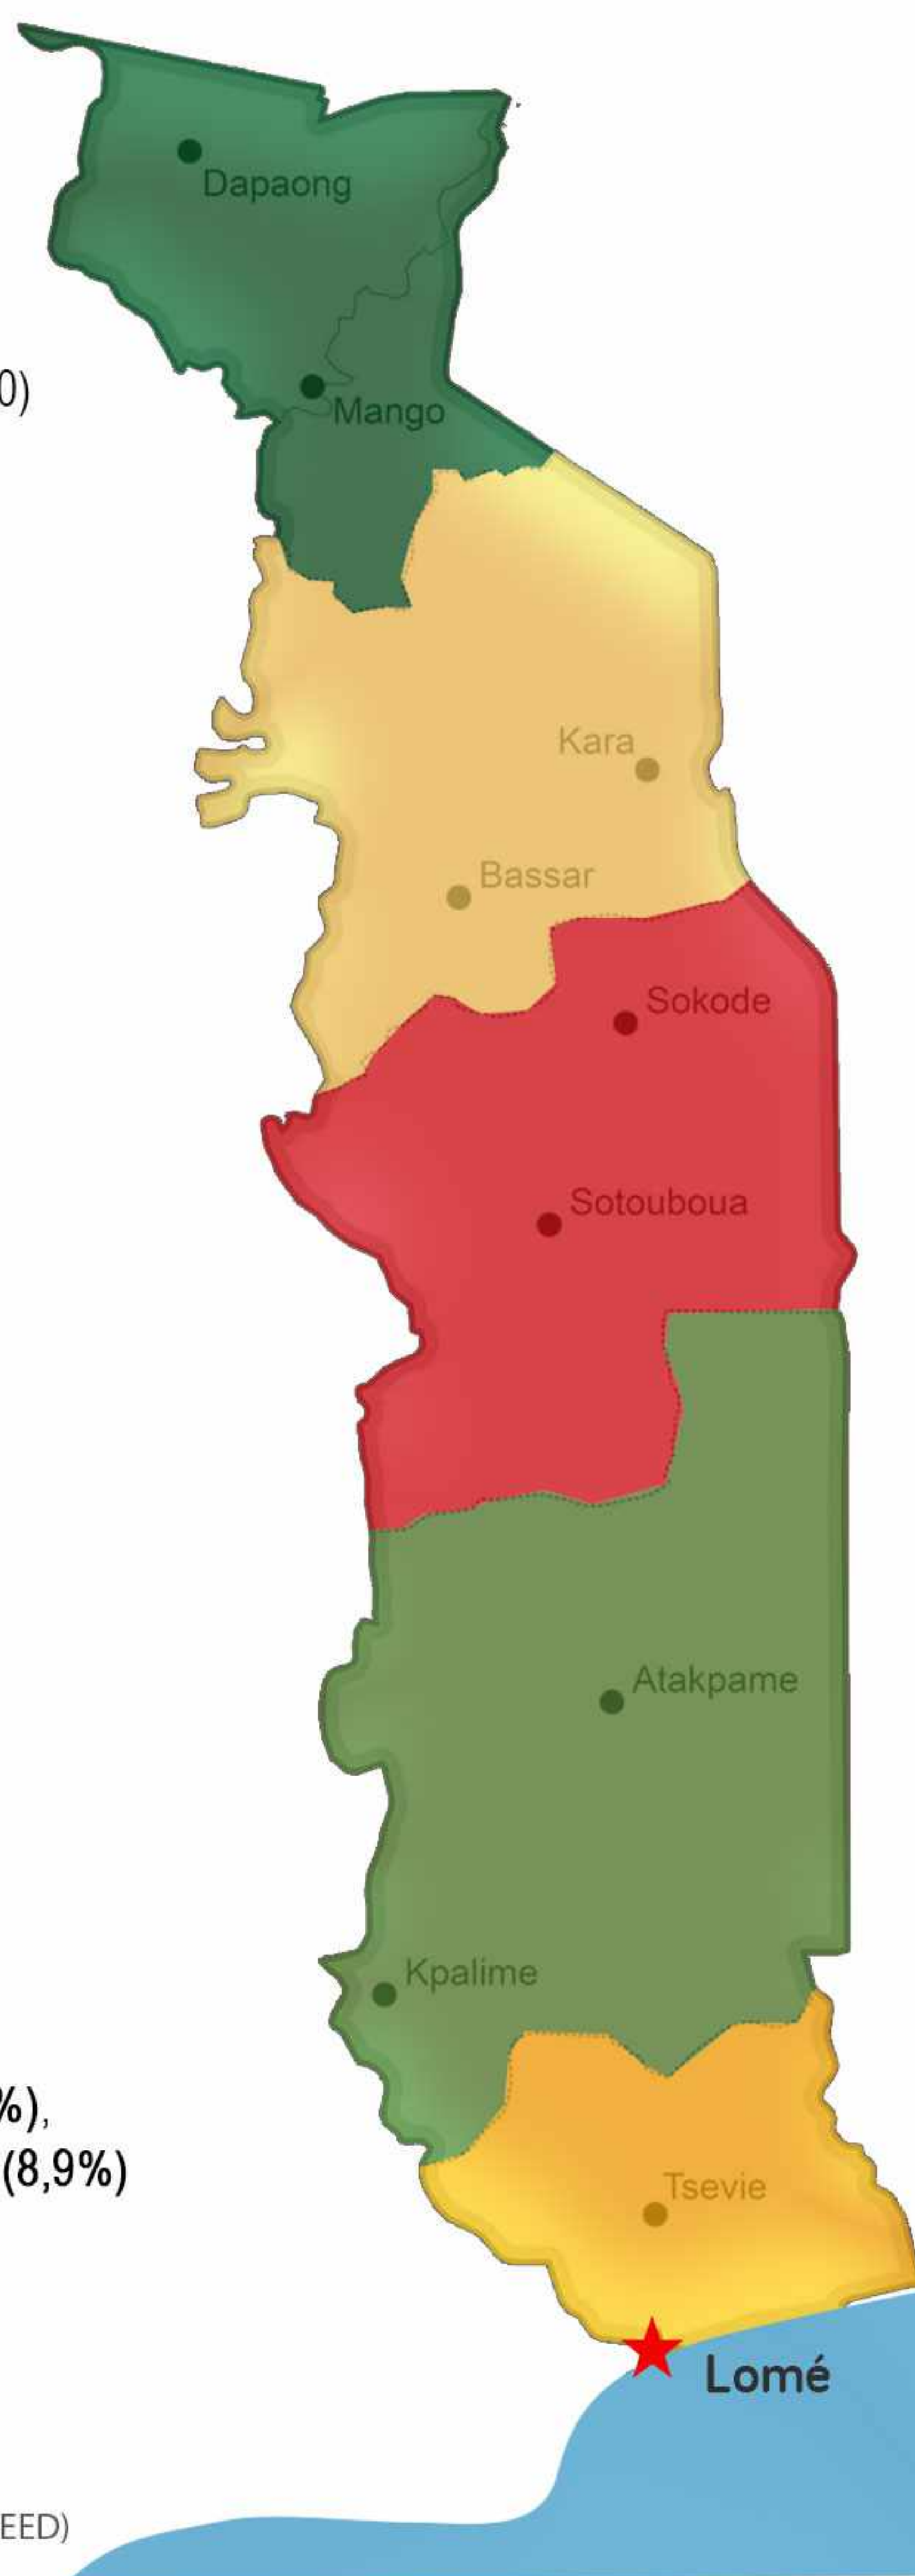 Dapaong
0)
Mango
Kara
Bassar
Sokode
Sotouboua
Atakpame
Kpalime
%),
(8,9%)
Tsevie
Lomé
EED)